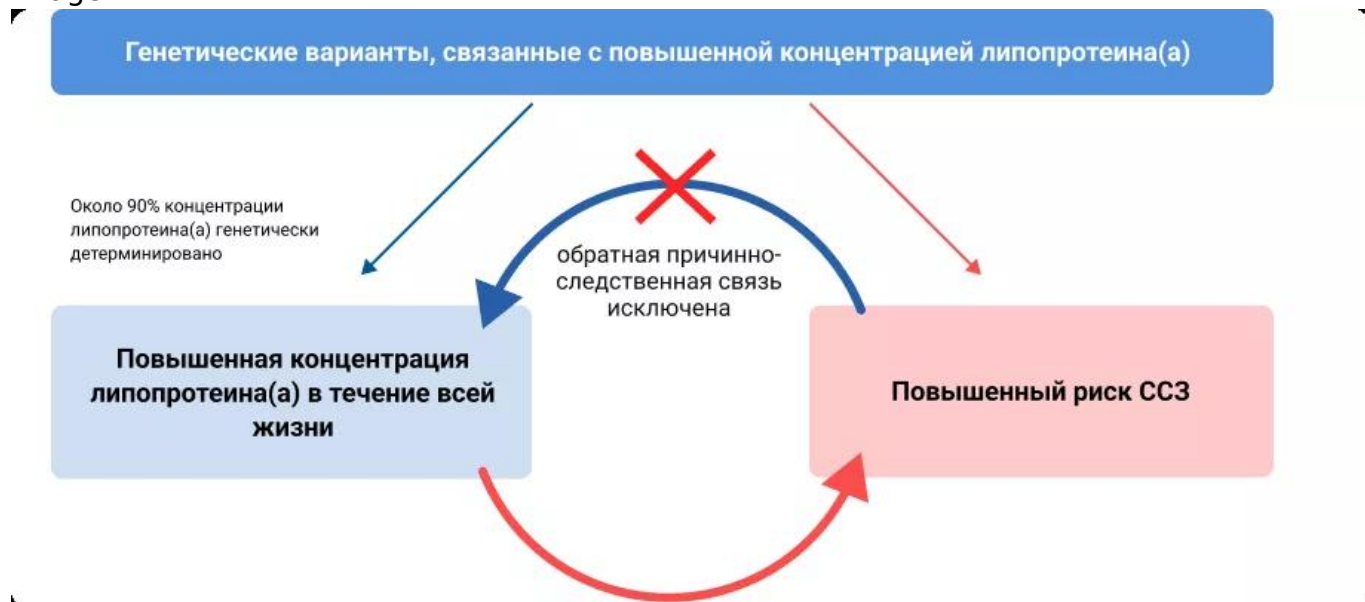 Генетические варианты, связанные с повышенной концентрацией липопротеина(а)
Около 90% концентрации
липопротеина(а) генетически
детерминировано
обратная причинно-
следственная связь
исключена
Повышенная концентрация
липопротеина(а) в течение всей
жизни
Повышенный риск ССЗ